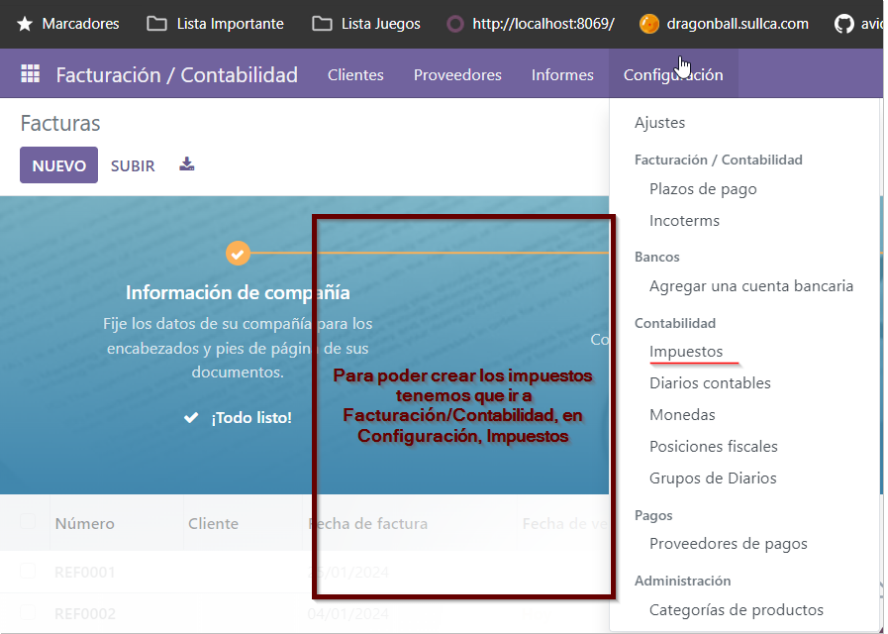 Marcadores Lista Importante Lista Juegos http://localhost:8069/ dragonball.sullca.com
Facturación / Contabilidad Clientes Proveedores Informes Configuración
Facturas
NUEVO SUBIR
Información de compañía
Fije los datos de su compañía para los
encabezados y pies de página de sus
documentos.
¡Todo listo!
Co
Para poder crear los impuestos
tenemos que ir a
Facturación/Contabilidad, en
Configuración, Impuestos
Número Cliente Fecha de factura Fecha de ve
REF0001
REF0002 04/01/2024
Ajustes
Facturación / Contabilidad
Plazos de pago
Incoterms
Bancos
Agregar una cuenta bancaria
Contabilidad
Impuestos
Diarios contables
Monedas
Posiciones fiscales
Grupos de Diarios
Pagos
Proveedores de pagos
Administración
Categorías de productos